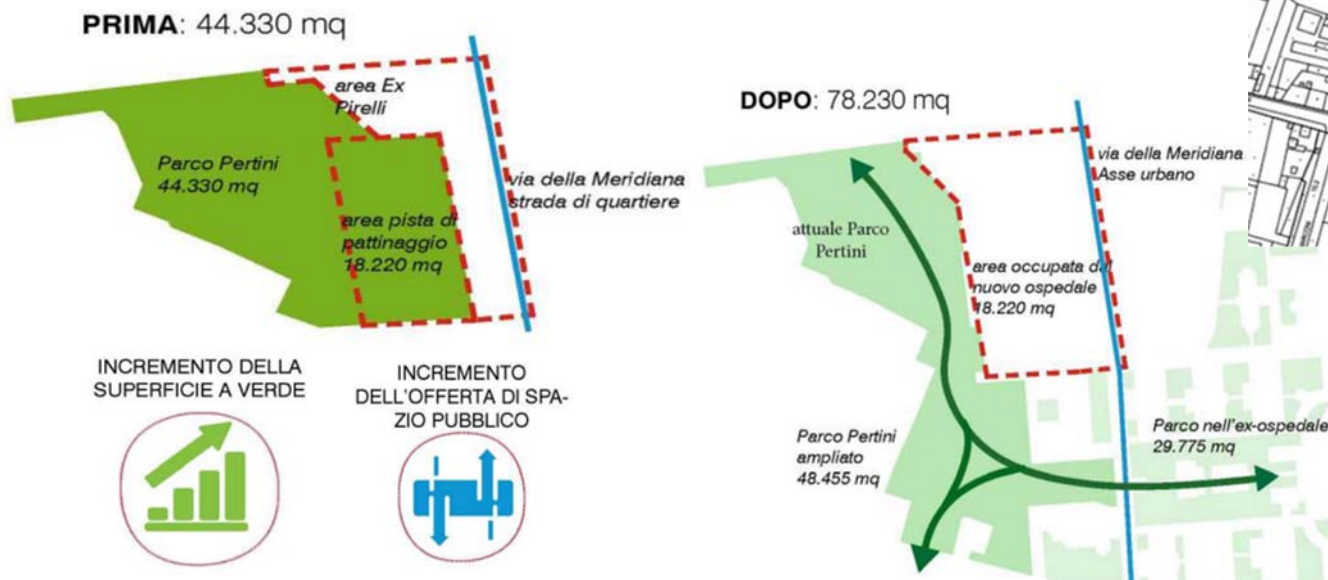 PRIMA: 44.330 mq
area Ex
Pirelli
Parco Pertini
44.330 mq
via della Meridiana
strada di quartiere
area pista di
pattinaggio
18.220 mq
INCREMENTO DELLA
SUPERFICIE A VERDE
INCREMENTO
DELL'OFFERTA DI SPA-
ZIO PUBBLICO
DOPO: 78.230 mq
via della Meridiana
Asse urbano
attuale Parco
Pertini
area occupata dal
nuovo ospedale
18.220 mq
Parco Pertini
ampliato
48.455 mq
Parco nell'ex-ospedale
29.775 mq